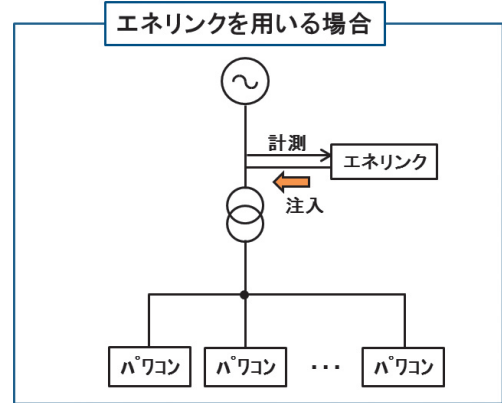 エネリンクを用いる場合
計測
エネリンク
注入
パワコン パワコン ・・・ パワコン